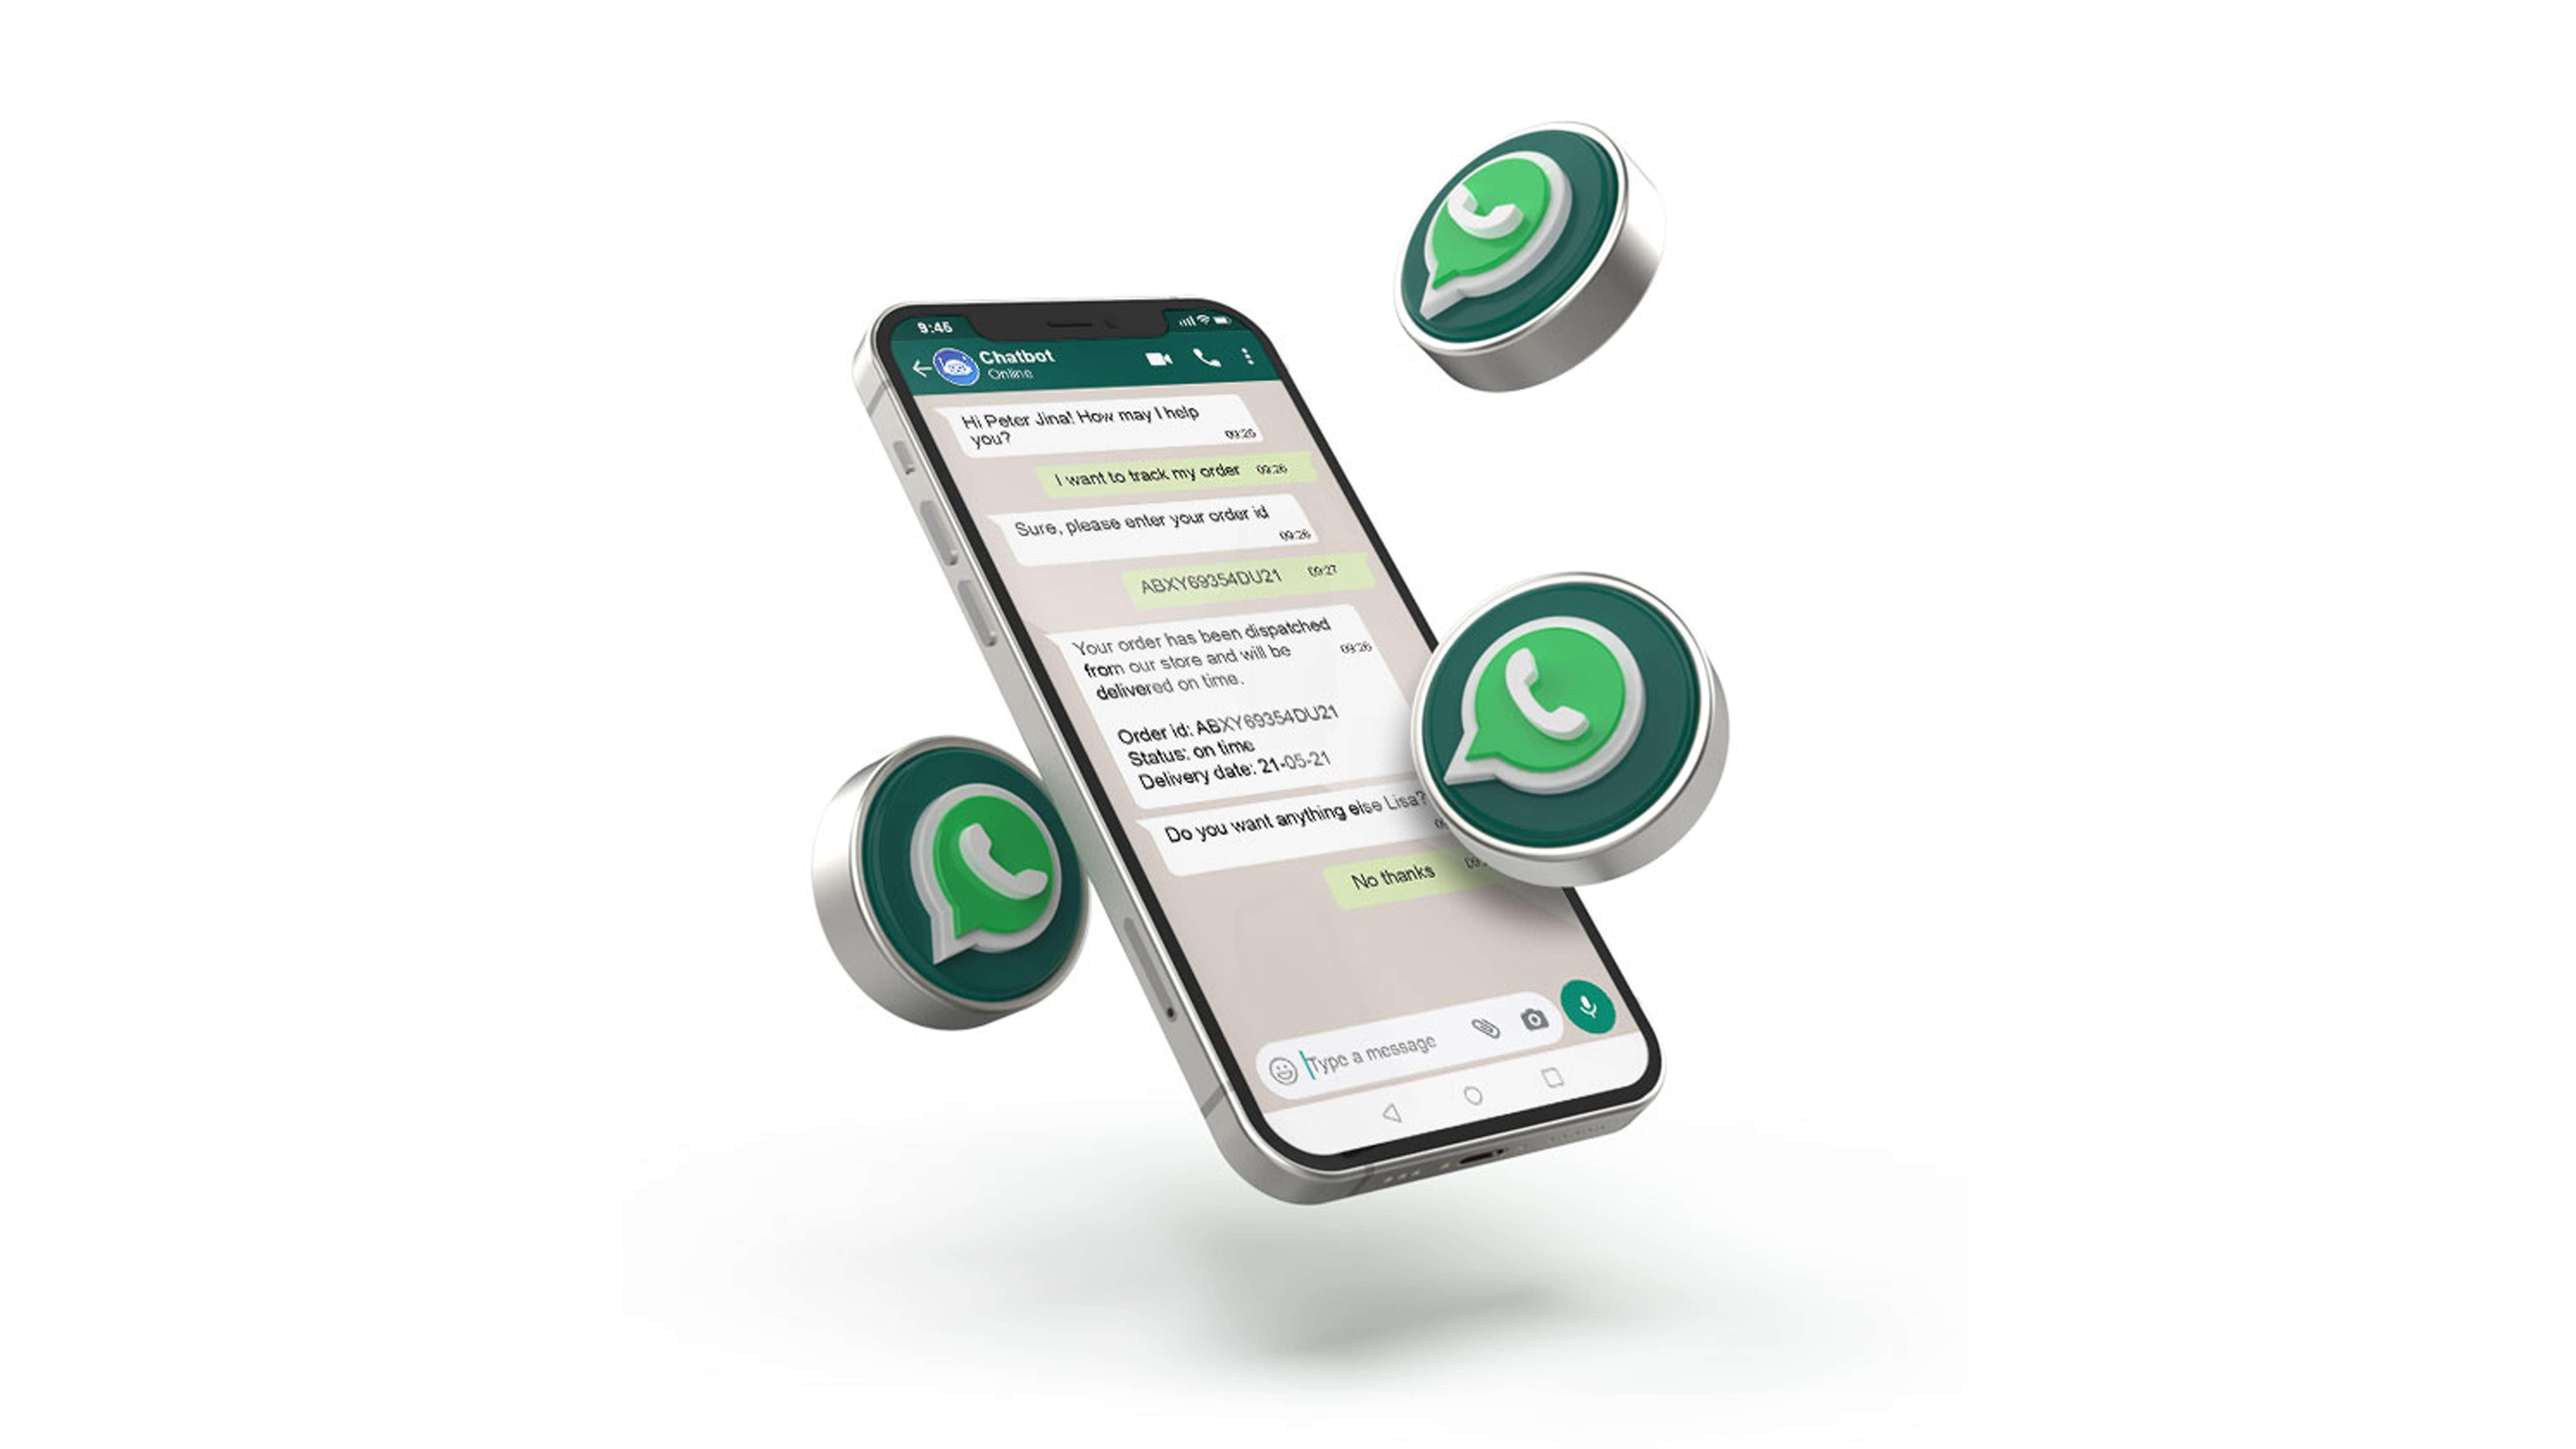 9:45
Chatbot
Online
Hi Peter Jina! How may I help
you?
09:25
I want to track my order 09:26
Sure, please enter your order id
09:26
ABXY69354DU21 09:27
Your order has been dispatched
from our store and will be 09:26
delivered on time.
Order id: ABXY69354DU21
Status: on time
Delivery date: 21-05-21
Do you want anything else Lisa?
No thanks
Type a message